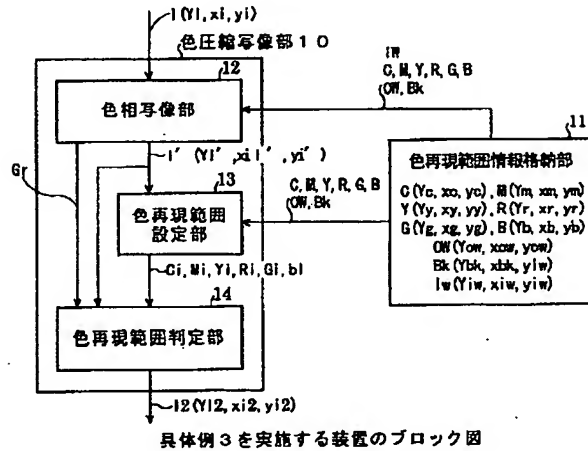 I(Yi, xi, yi)
色圧縮写像部10
12
色相写像部
Iw
C, M, Y, R, G, B
OW, Bk
11
Gr
I′ (Yi′, xi′, yi′)
13
色再現範囲
設定部
C, M, Y, R, G, B
OW, Bk
色再現範囲情報格納部
C(Yc, xc, yc), M(Ym, xm, ym)
Y(Yy, xy, yy), R(Yr, xr, yr)
G(Yg, xg, yg), B(Yb, xb, yb)
OW(Yow, xow, yow)
Bk(Ybk, xbk, yiw)
Iw(Yiw, xiw, yiw)
Ci, Mi, Yi, Ri, Gi, bi
14
色再現範囲判定部
I2(Yi2, xi2, yi2)
具体例3を実施する装置のブロック図